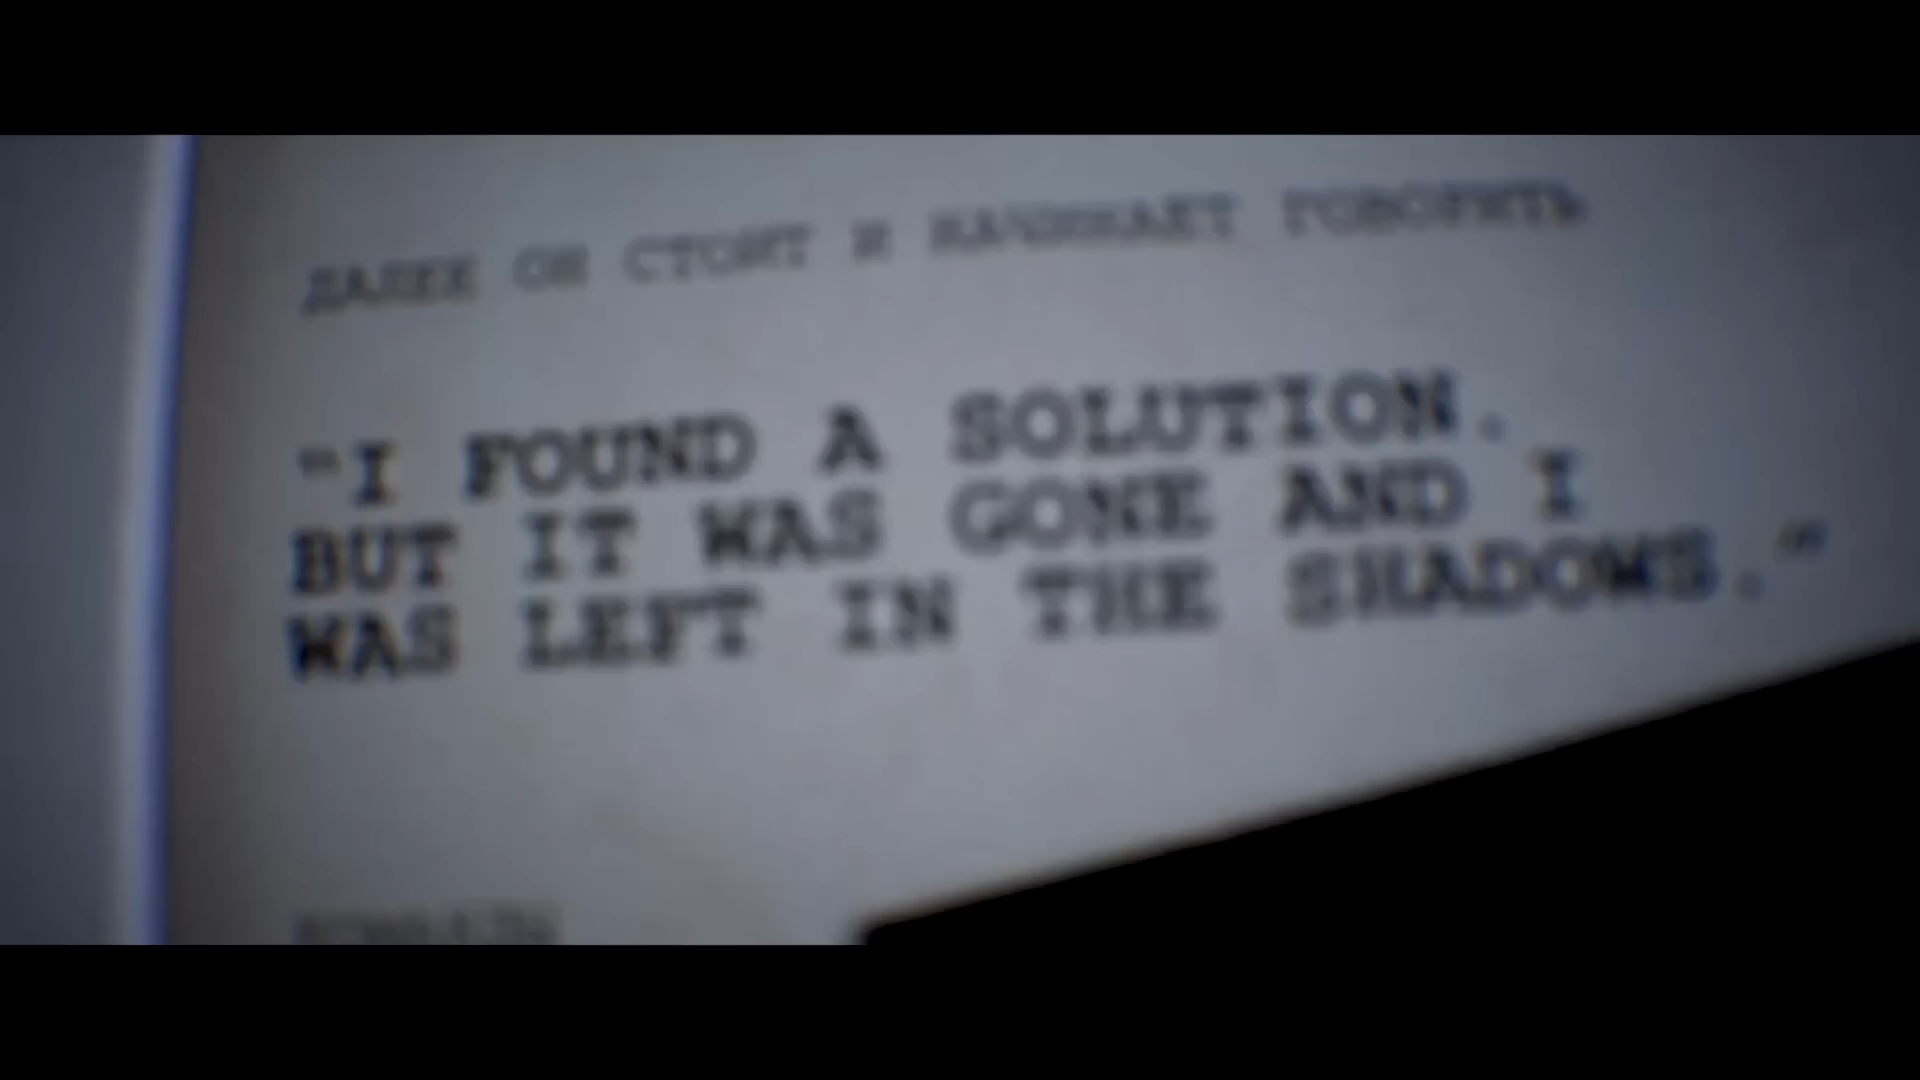 ДАЛЕЕ ОН СТОИТ И НАЧИНАЕТ ГОВОРИТЬ
"I FOUND A SOLUTION.
BUT IT WAS GONE AND I
WAS LEFT IN THE SHADOWS."